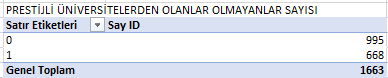 PRESTİJLİ ÜNİVERSİTELERDEN OLANLAR OLMAYANLAR SAYISI
Satır Etiketleri Say ID
0 995
1 668
Genel Toplam 1663